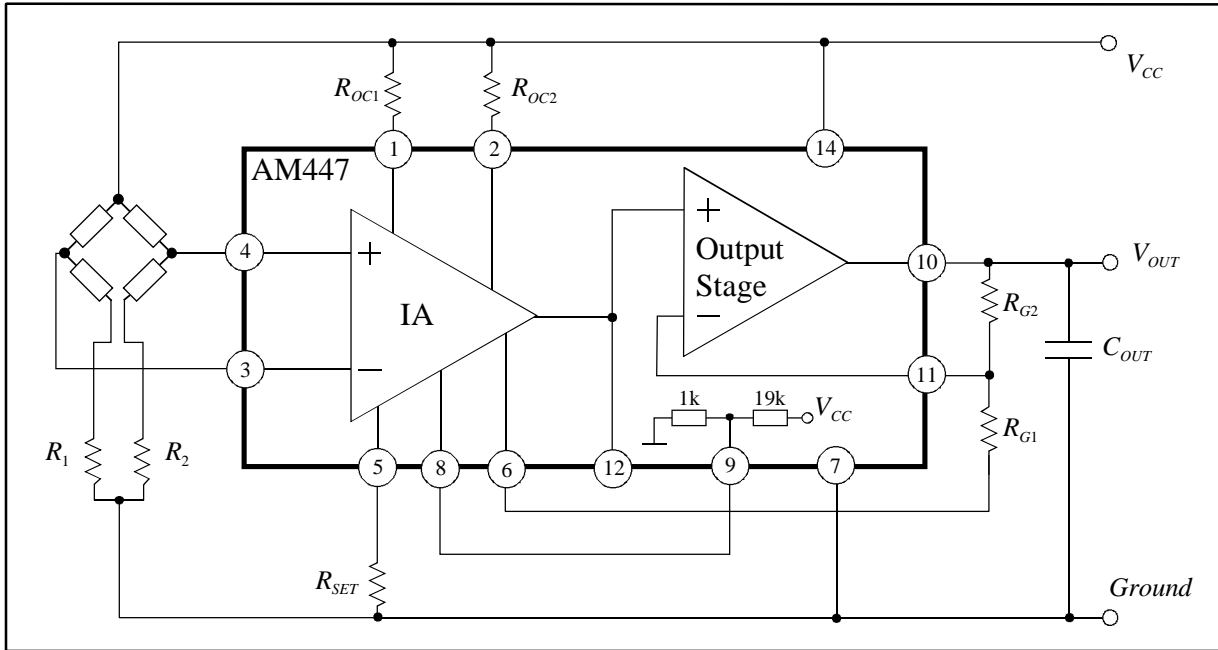 V_CC
R_OC1
R_OC2
1
2
14
AM447
4
+
+
Output
Stage
10
V_OUT
IA
−
R_G2
C_OUT
3
−
11
1k
19k
V_CC
R_G1
R_1
R_2
5
8
6
12
9
7
R_SET
Ground